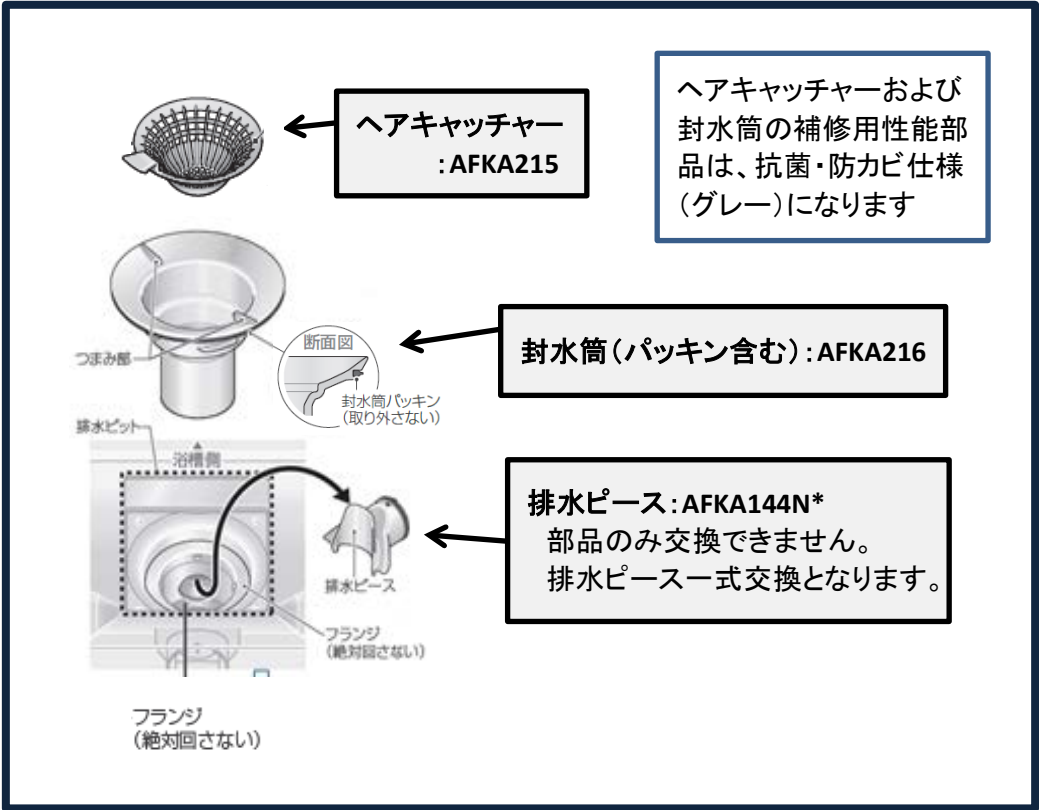 ヘアキャッチャー
:AFKA215
ヘアキャッチャーおよび
封水筒の補修用性能部
品は、抗菌・防カビ仕様
(グレー)になります
つまみ部
断面図
封水筒パッキン
(取り外さない)
封水筒(パッキン含む):AFKA216
排水ピット
浴槽側
排水ピース
フランジ
(絶対回さない)
排水ピース:AFKA144N*
部品のみ交換できません。
排水ピース一式交換となります。
フランジ
(絶対回さない)